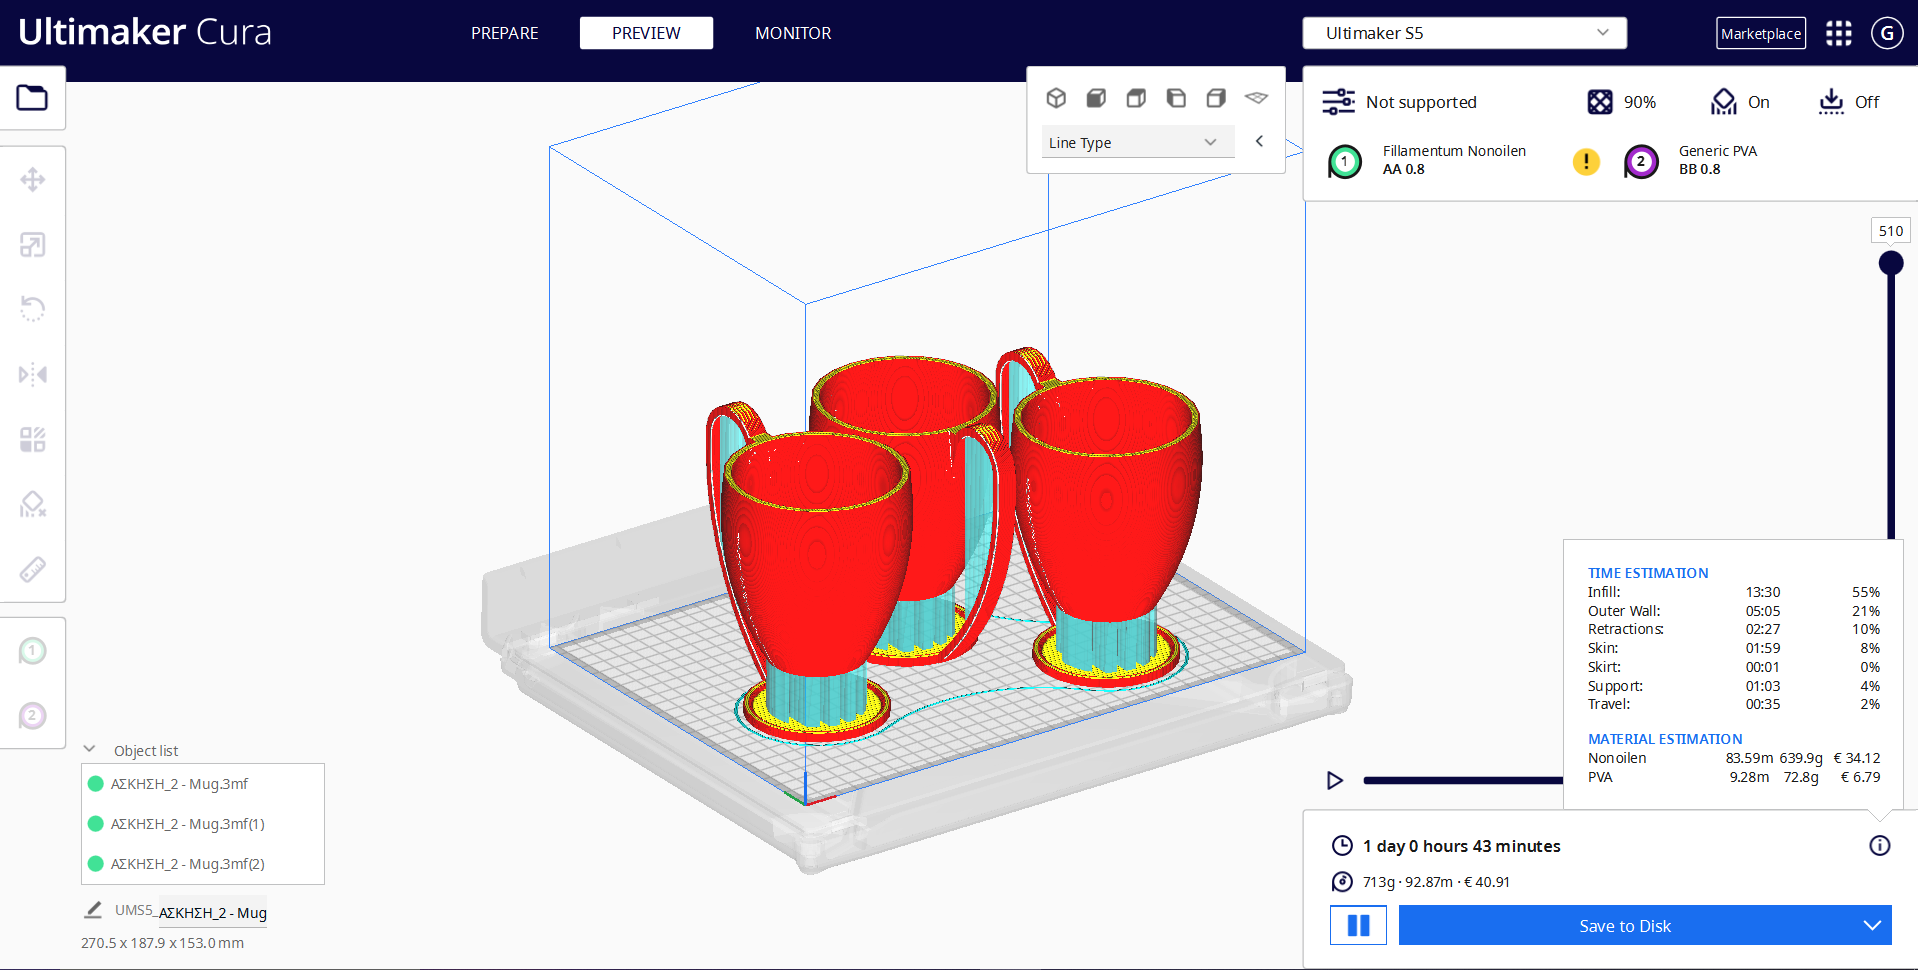 Ultimaker Cura
PREPARE PREVIEW MONITOR
Ultimaker S5
Marketplace
G
Not supported 90% On Off
Line Type
1 Fillamentum Nonoilen
AA 0.8
! 2 Generic PVA
BB 0.8
510
1
2
TIME ESTIMATION
Infill: 13:30 55%
Outer Wall: 05:05 21%
Retractions: 02:27 10%
Skin: 01:59 8%
Skirt: 00:01 0%
Support: 01:03 4%
Travel: 00:35 2%
MATERIAL ESTIMATION
Nonoilen 83.59m 639.9g € 34.12
PVA 9.28m 72.8g € 6.79
Object list
ΑΣΚΗΣΗ_2 - Mug.3mf
ΑΣΚΗΣΗ_2 - Mug.3mf(1)
ΑΣΚΗΣΗ_2 - Mug.3mf(2)
UMS5_ΑΣΚΗΣΗ_2 - Mug
270.5 x 187.9 x 153.0 mm
1 day 0 hours 43 minutes
713g · 92.87m · € 40.91
Save to Disk